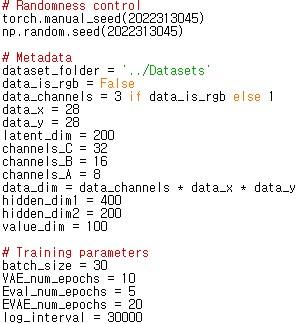 # Randomness control
torch.manual_seed(2022313045)
np.random.seed(2022313045)
# Metadata
dataset_folder = '../Datasets'
data_is_rgb = False
data_channels = 3 if data_is_rgb else 1
data_x = 28
data_y = 28
latent_dim = 200
channels_C = 32
channels_B = 16
channels_A = 8
data_dim = data_channels * data_x * data_y
hidden_dim1 = 400
hidden_dim2 = 200
value_dim = 100
# Training parameters
batch_size = 30
VAE_num_epochs = 10
Eval_num_epochs = 5
EVAE_num_epochs = 20
log_interval = 30000